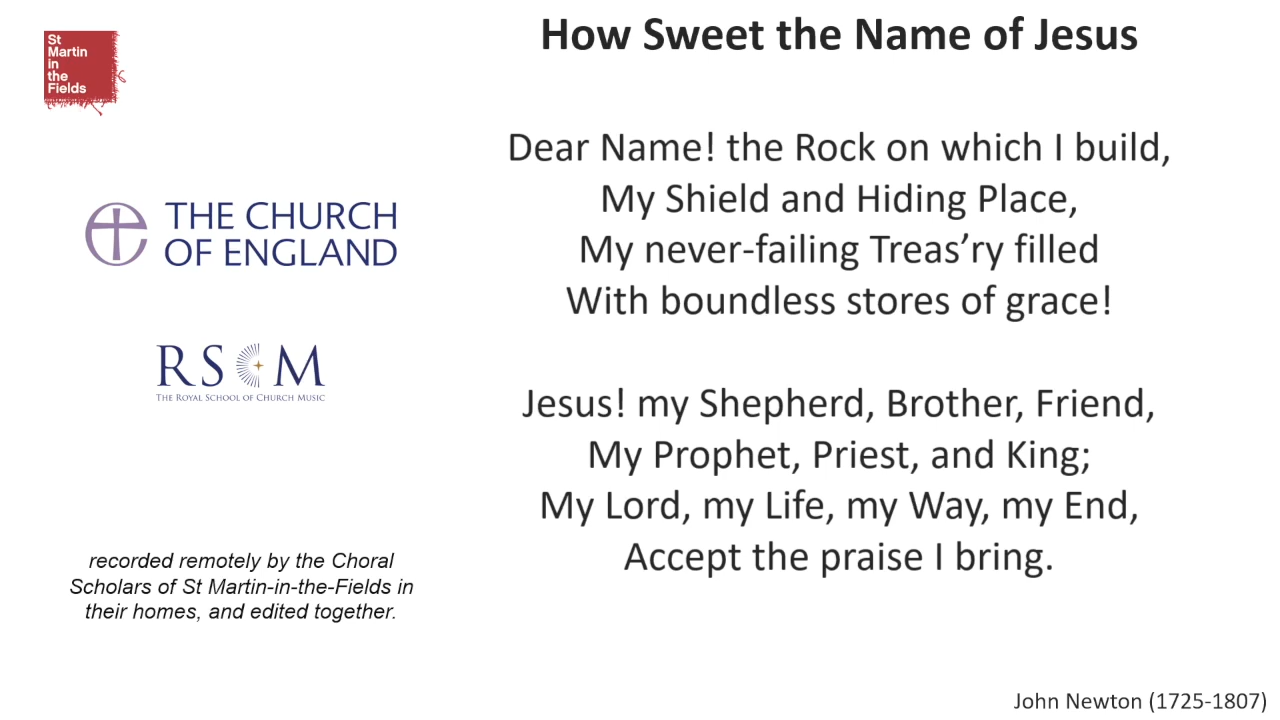 St
Martin
in
the
Fields
THE CHURCH
OF ENGLAND
RSCM
THE ROYAL SCHOOL OF CHURCH MUSIC
recorded remotely by the Choral
Scholars of St Martin-in-the-Fields in
their homes, and edited together.
How Sweet the Name of Jesus
Dear Name! the Rock on which I build,
My Shield and Hiding Place,
My never-failing Treas’ry filled
With boundless stores of grace!
Jesus! my Shepherd, Brother, Friend,
My Prophet, Priest, and King;
My Lord, my Life, my Way, my End,
Accept the praise I bring.
John Newton (1725-1807)